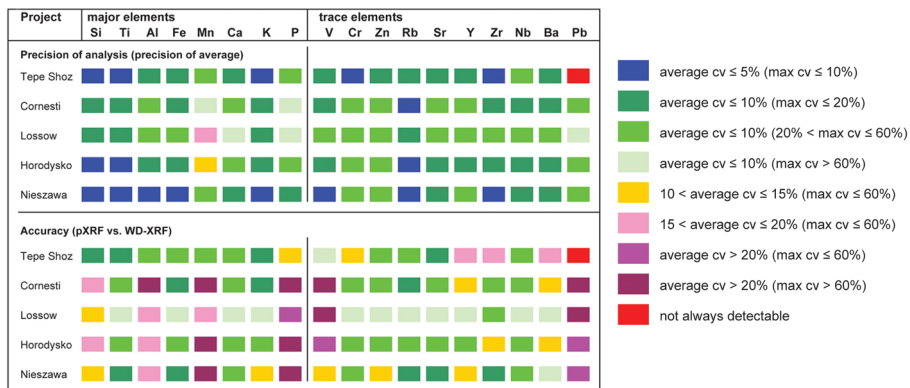 Project major elements trace elements
Si Ti Al Fe Mn Ca K P V Cr Zn Rb Sr Y Zr Nb Ba Pb
Precision of analysis (precision of average)
Tepe Shoz
Cornesti
Lossow
Horodysko
Nieszawa
Accuracy (pXRF vs. WD-XRF)
Tepe Shoz
Cornesti
Lossow
Horodysko
Nieszawa
average cv ≤ 5% (max cv ≤ 10%)
average cv ≤ 10% (max cv ≤ 20%)
average cv ≤ 10% (20% < max cv ≤ 60%)
average cv ≤ 10% (max cv > 60%)
10 < average cv ≤ 15% (max cv ≤ 60%)
15 < average cv ≤ 20% (max cv ≤ 60%)
average cv > 20% (max cv ≤ 60%)
average cv > 20% (max cv > 60%)
not always detectable